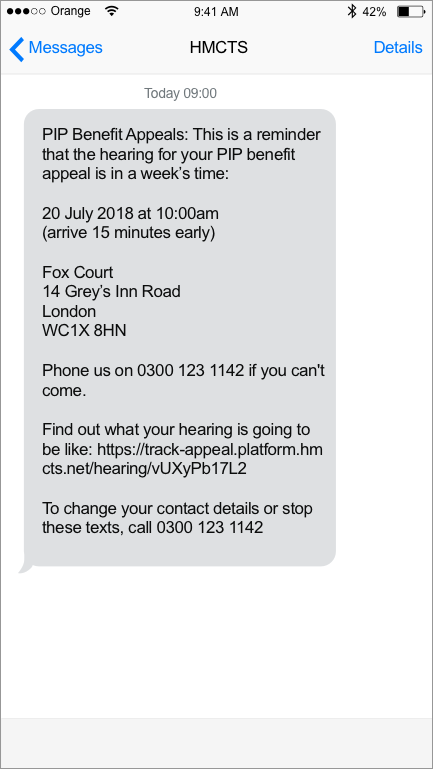 Orange 9:41 AM 42%
Messages HMCTS Details
Today 09:00
PIP Benefit Appeals: This is a reminder
that the hearing for your PIP benefit
appeal is in a week's time:
20 July 2018 at 10:00am
(arrive 15 minutes early)
Fox Court
14 Grey's Inn Road
London
WC1X 8HN
Phone us on 0300 123 1142 if you can't
come.
Find out what your hearing is going to
be like: https://track-appeal.platform.hm
cts.net/hearing/vUXyPb17L2
To change your contact details or stop
these texts, call 0300 123 1142